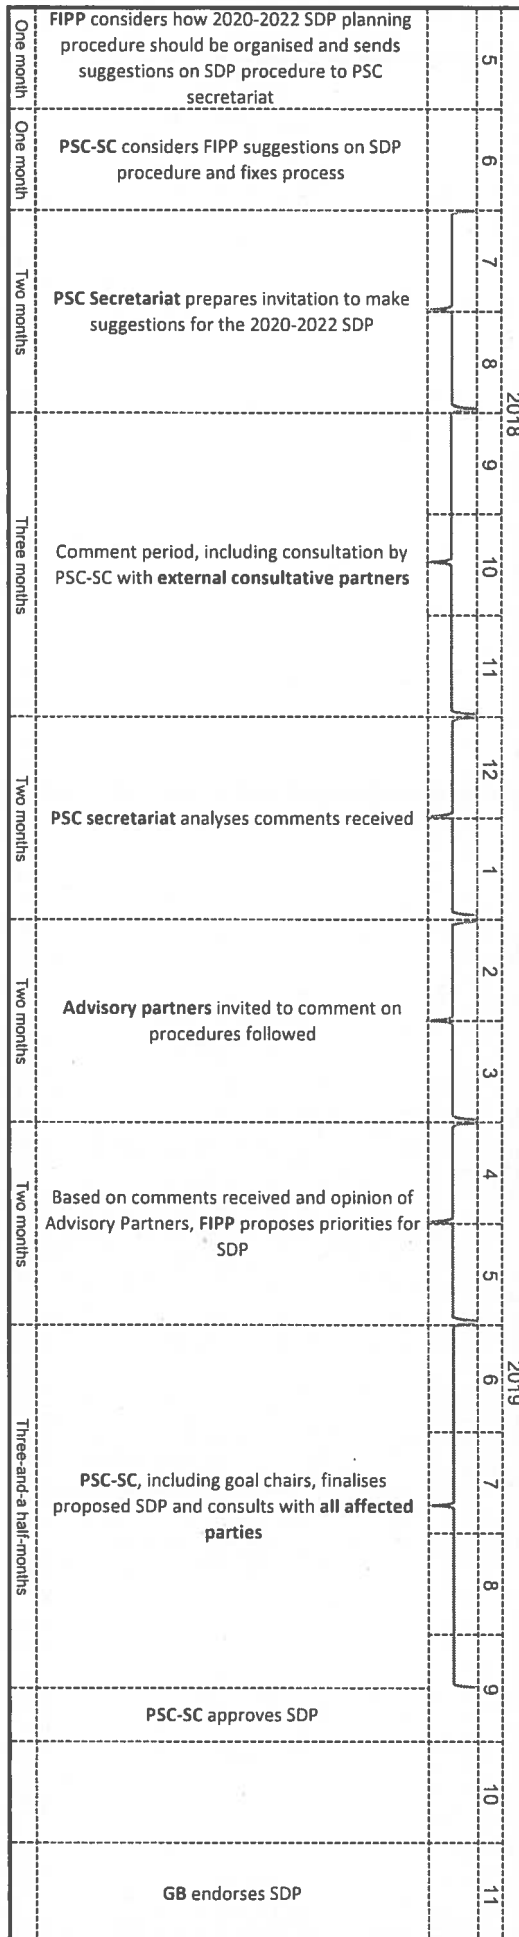 One month
FIPP considers how 2020-2022 SDP planning
procedure should be organised and sends
suggestions on SDP procedure to PSC
secretariat
5
One month
PSC-SC considers FIPP suggestions on SDP
procedure and fixes process
6
Two months
PSC Secretariat prepares invitation to make
suggestions for the 2020-2022 SDP
7
8
2018
Three months
Comment period, including consultation by
PSC-SC with external consultative partners
9
10
11
Two months
PSC secretariat analyses comments received
12
1
Two months
Advisory partners invited to comment on
procedures followed
2
3
Two months
Based on comments received and opinion of
Advisory Partners, FIPP proposes priorities for
SDP
4
5
2019
Three-and-a half-months
PSC-SC, including goal chairs, finalises
proposed SDP and consults with all affected
parties
6
7
8
9
PSC-SC approves SDP
10
GB endorses SDP
11